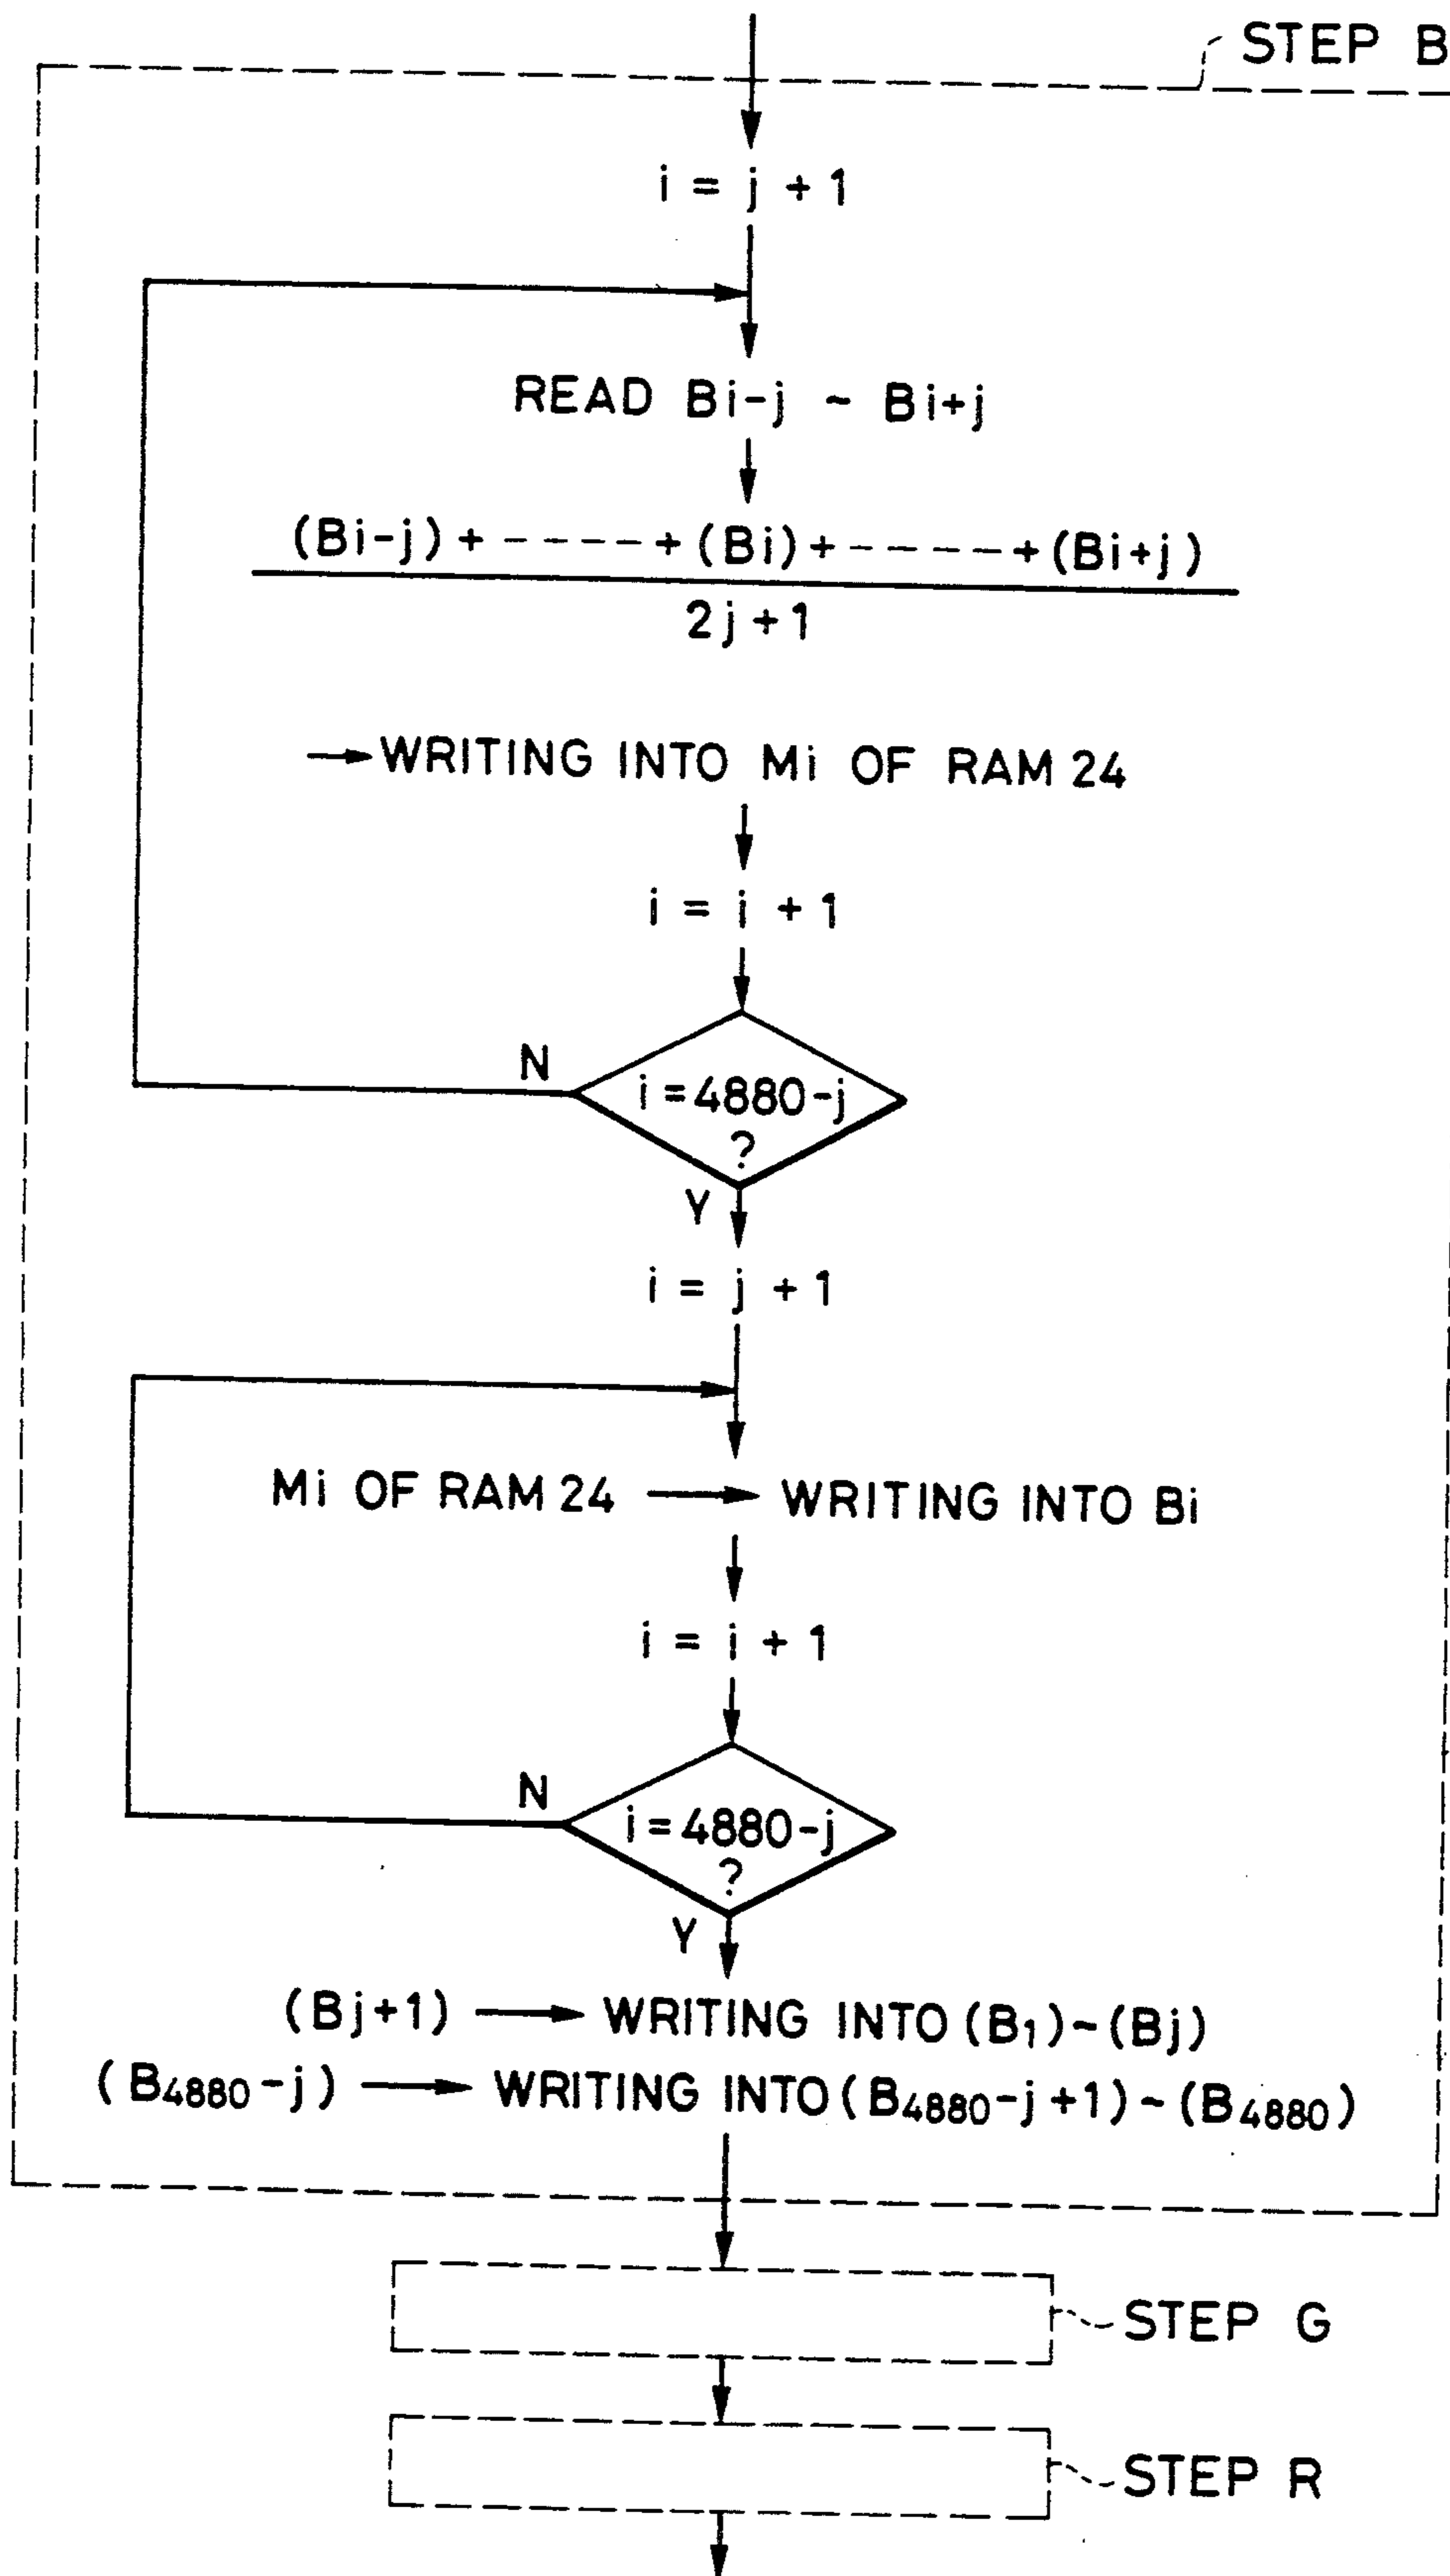 STEP B
i = j + 1
READ Bi-j ~ Bi+j
(Bi-j) + ----- + (Bi) + ------ + (Bi+j)
2j+1
→ WRITING INTO Mi OF RAM 24
i = i + 1
N
i = 4880-j
?
Y
i = j + 1
Mi OF RAM 24 → WRITING INTO Bi
i = i + 1
N
i = 4880-j
?
Y
(Bj+1) → WRITING INTO (B1)~(Bj)
(B4880-j) → WRITING INTO (B4880-j+1)~(B4880)
STEP G
STEP R